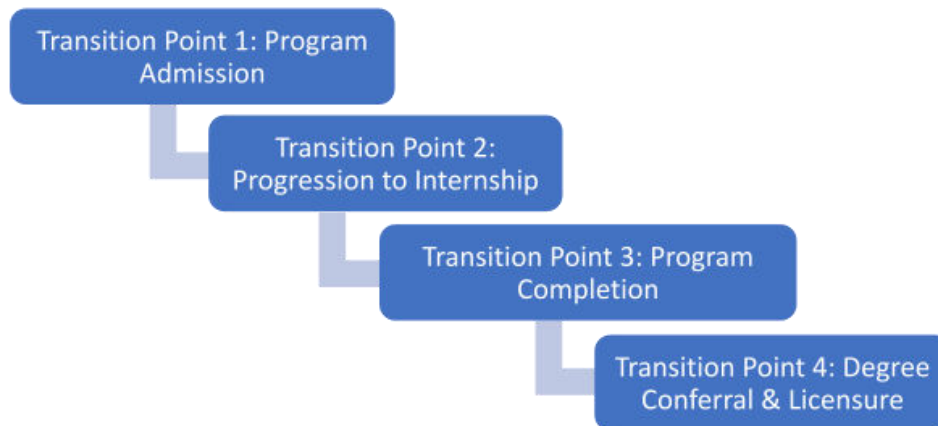 Transition Point 1: Program
Admission
Transition Point 2:
Progression to Internship
Transition Point 3: Program
Completion
Transition Point 4: Degree
Conferral & Licensure